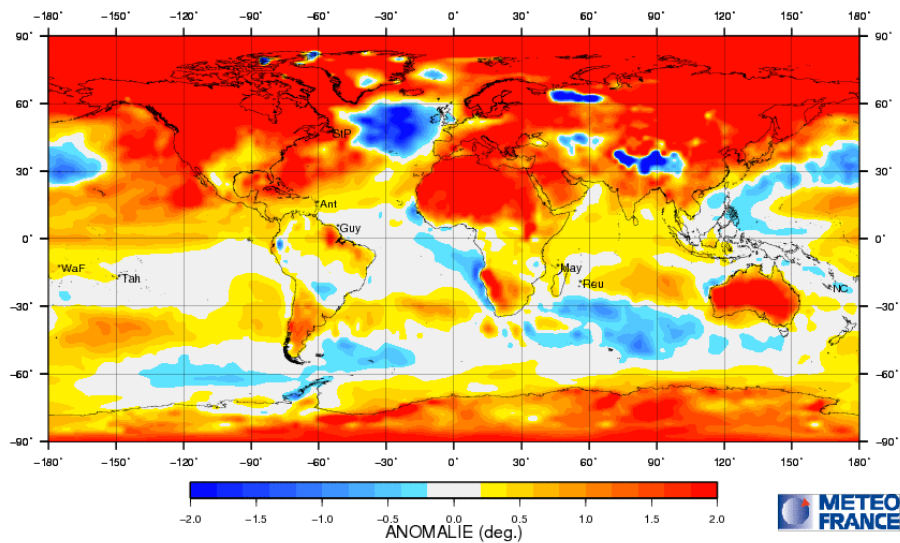 −180˚ −150˚ −120˚ −90˚ −60˚ −30˚ 0˚ 30˚ 60˚ 90˚ 120˚ 150˚ 180˚
90˚ 90˚
60˚ 60˚
StP
30˚ 30˚
Ant
Guy
0˚ 0˚
WaF Tah May Reu NC
−30˚ −30˚
−60˚ −60˚
−90˚ −90˚
−180˚ −150˚ −120˚ −90˚ −60˚ −30˚ 0˚ 30˚ 60˚ 90˚ 120˚ 150˚ 180˚
−2.0 −1.5 −1.0 −0.5 0.0 0.5 1.0 1.5 2.0
ANOMALIE (deg.)
METEO
FRANCE